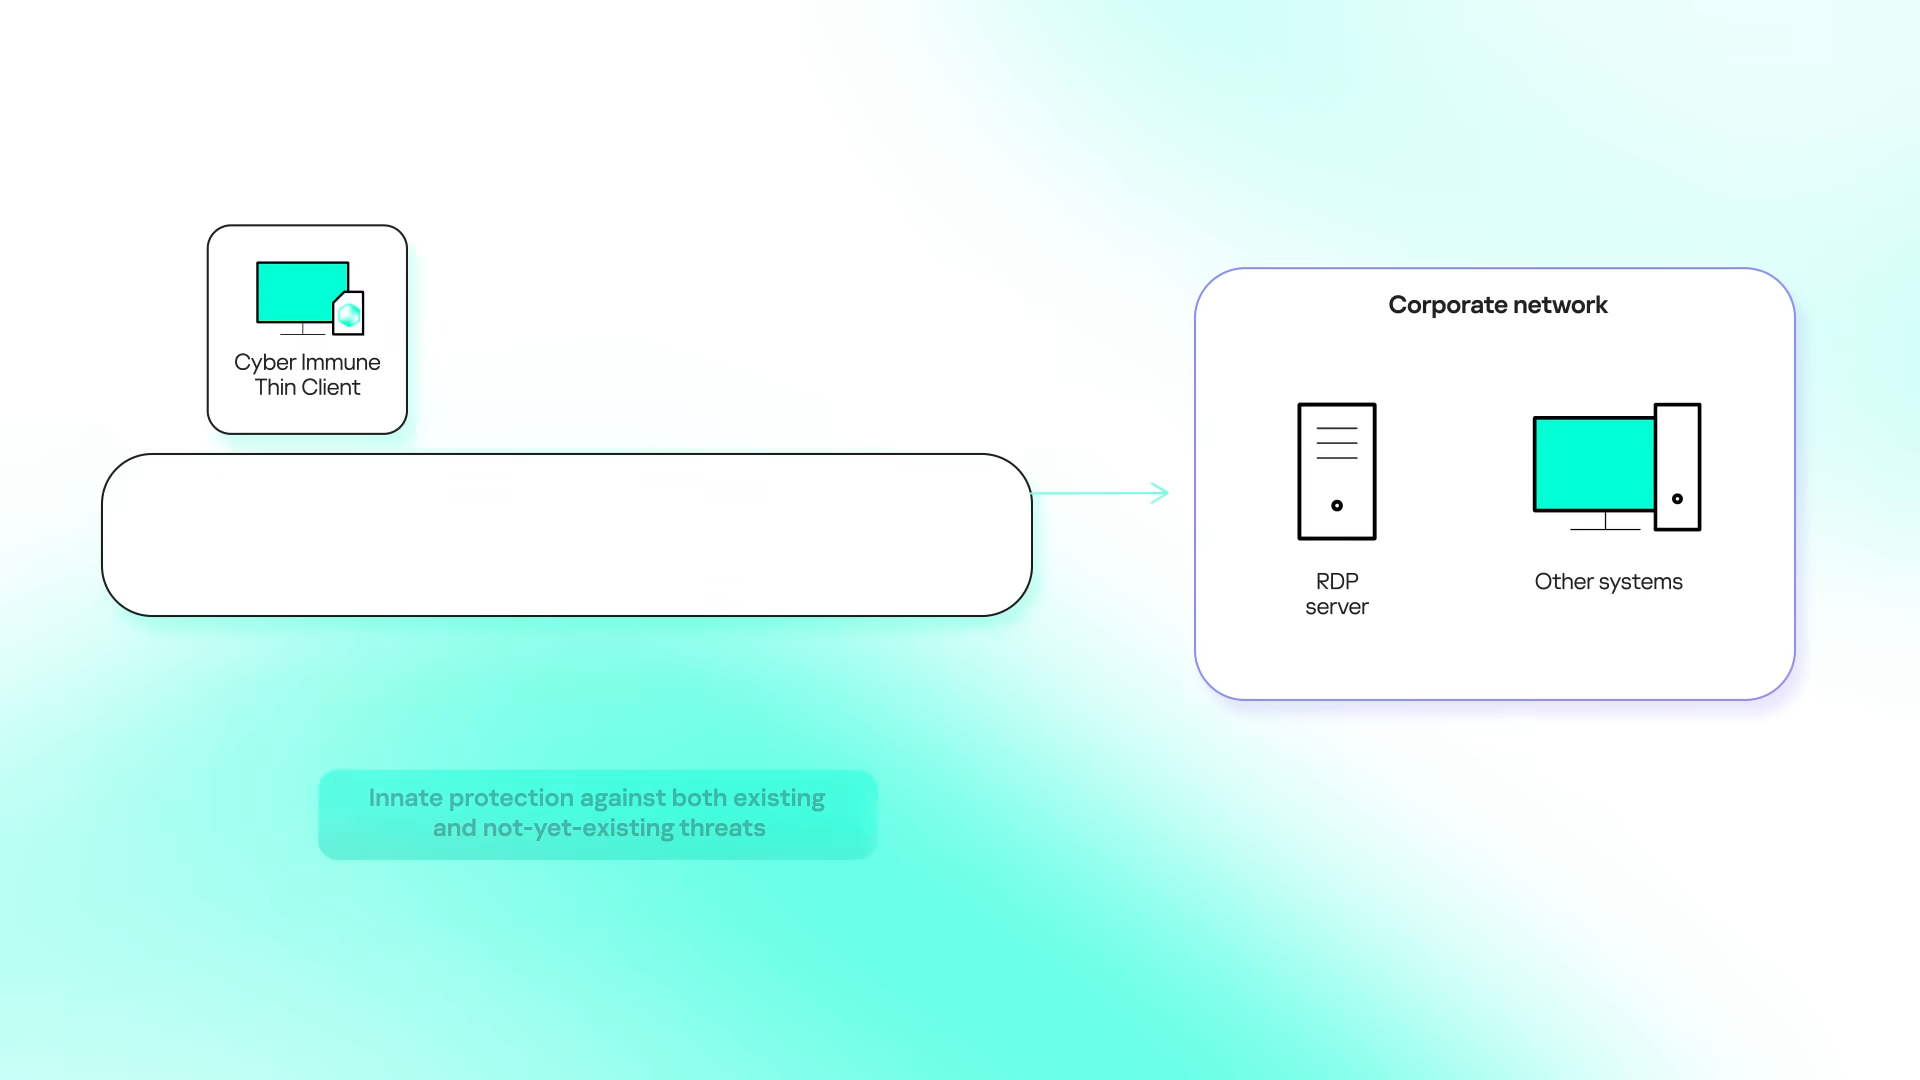 Cyber Immune
Thin Client
Corporate network
RDP
server
Other systems
Innate protection against both existing
and not-yet-existing threats